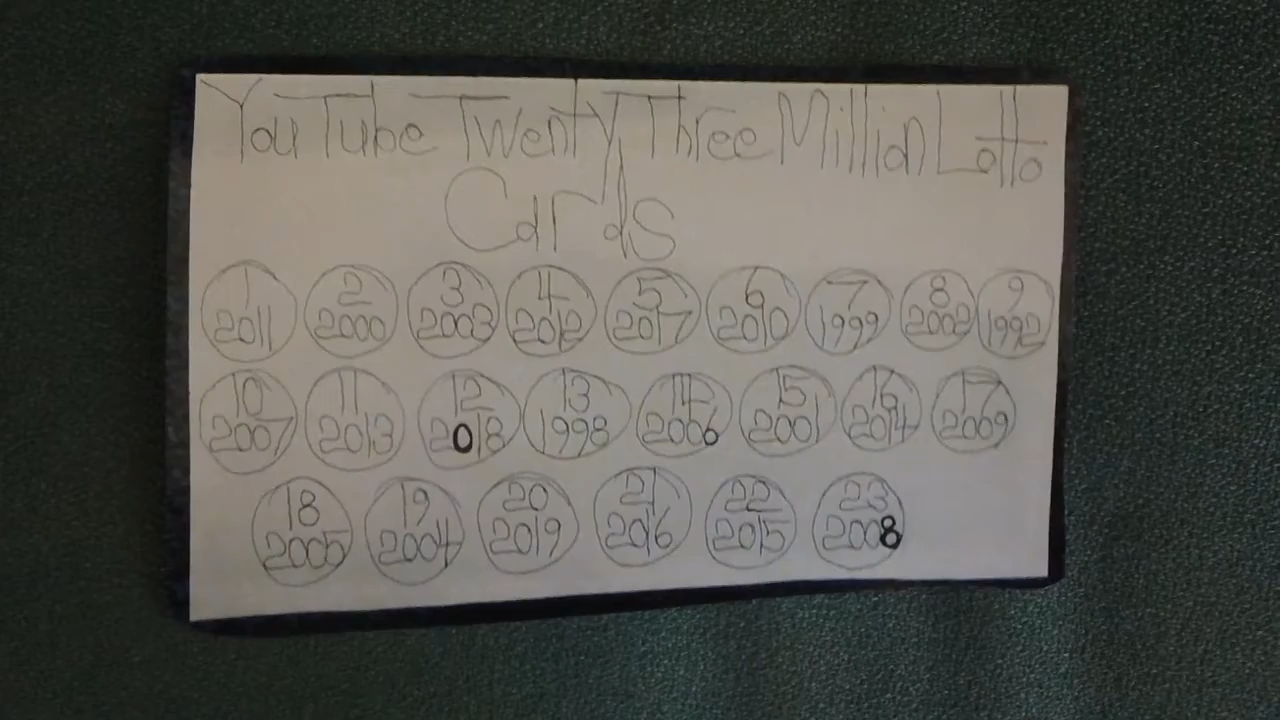 YouTube Twenty Three Million Lotto
Cards
1 2 3 4 5 6 7 8 9
2011 2000 2003 2012 2017 2010 1999 2002 1992
10 11 12 13 14 15 16 17
2007 2013 2018 1998 2006 2001 2014 2009
18 19 20 21 22 23
2005 2004 2019 2016 2015 2008